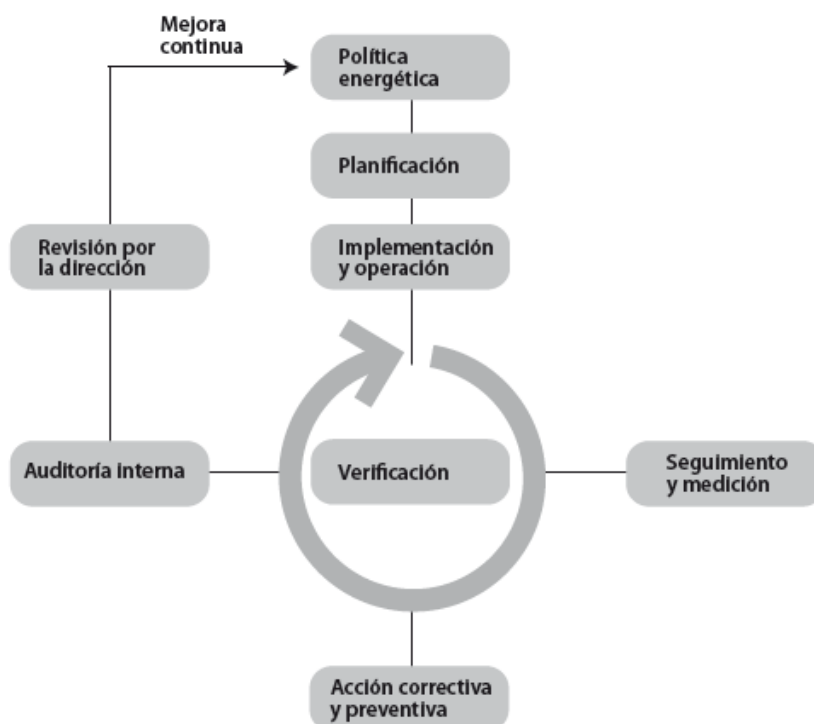 Mejora
continua
Política
energética
Planificación
Revisión por
la dirección
Implementación
y operación
Auditoría interna
Verificación
Seguimiento
y medición
Acción correctiva
y preventiva